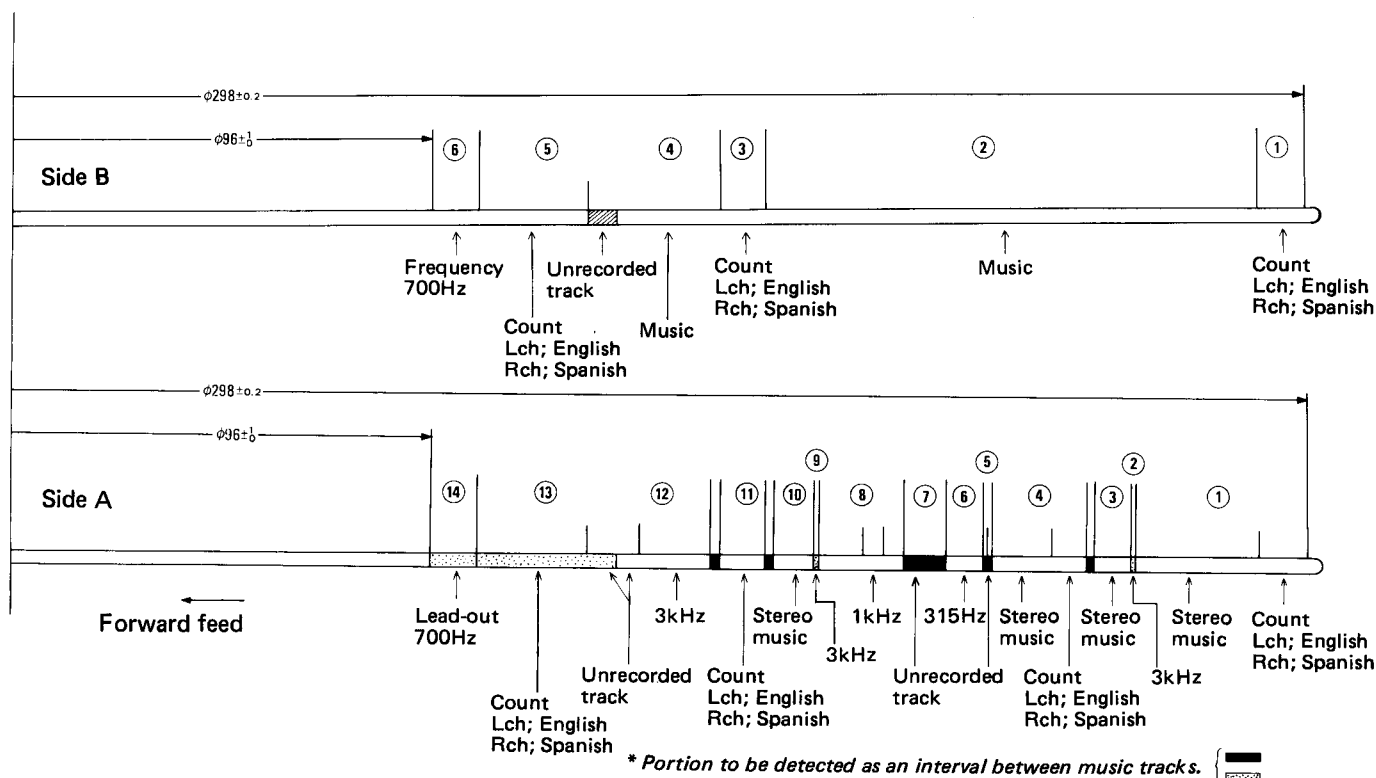 φ298±0.2
φ96±1/0
⑥ ⑤ ④ ③ ② ①
Side B
Frequency
700Hz
Count
Lch; English
Rch; Spanish
Unrecorded
track
Music
Count
Lch; English
Rch; Spanish
Music
Count
Lch; English
Rch; Spanish
φ298±0.2
φ96±1/0
⑨ ⑤ ②
⑭ ⑬ ⑫ ⑪ ⑩ ⑧ ⑦ ⑥ ④ ③ ①
Side A
Forward feed
Lead-out
700Hz
Count
Lch; English
Rch; Spanish
Unrecorded
track
3kHz
Count
Lch; English
Rch; Spanish
Stereo
music
3kHz
1kHz
Unrecorded
track
315Hz
Stereo
music
Count
Lch; English
Rch; Spanish
Stereo
music
3kHz
Stereo
music
Count
Lch; English
Rch; Spanish
* Portion to be detected as an interval between music tracks.